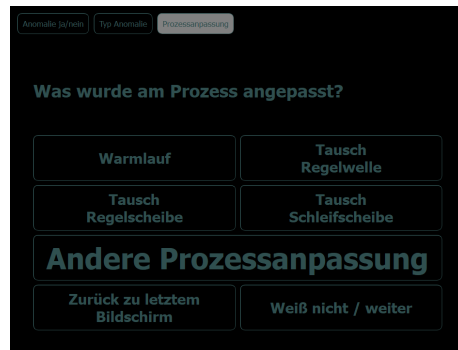 Anomalie ja/nein Typ Anomalie Prozessanpassung
Was wurde am Prozess angepasst?
Warmlauf
Tausch
Regelwelle
Tausch
Regelscheibe
Tausch
Schleifscheibe
Andere Prozessanpassung
Zurück zu letztem
Bildschirm
Weiß nicht / weiter